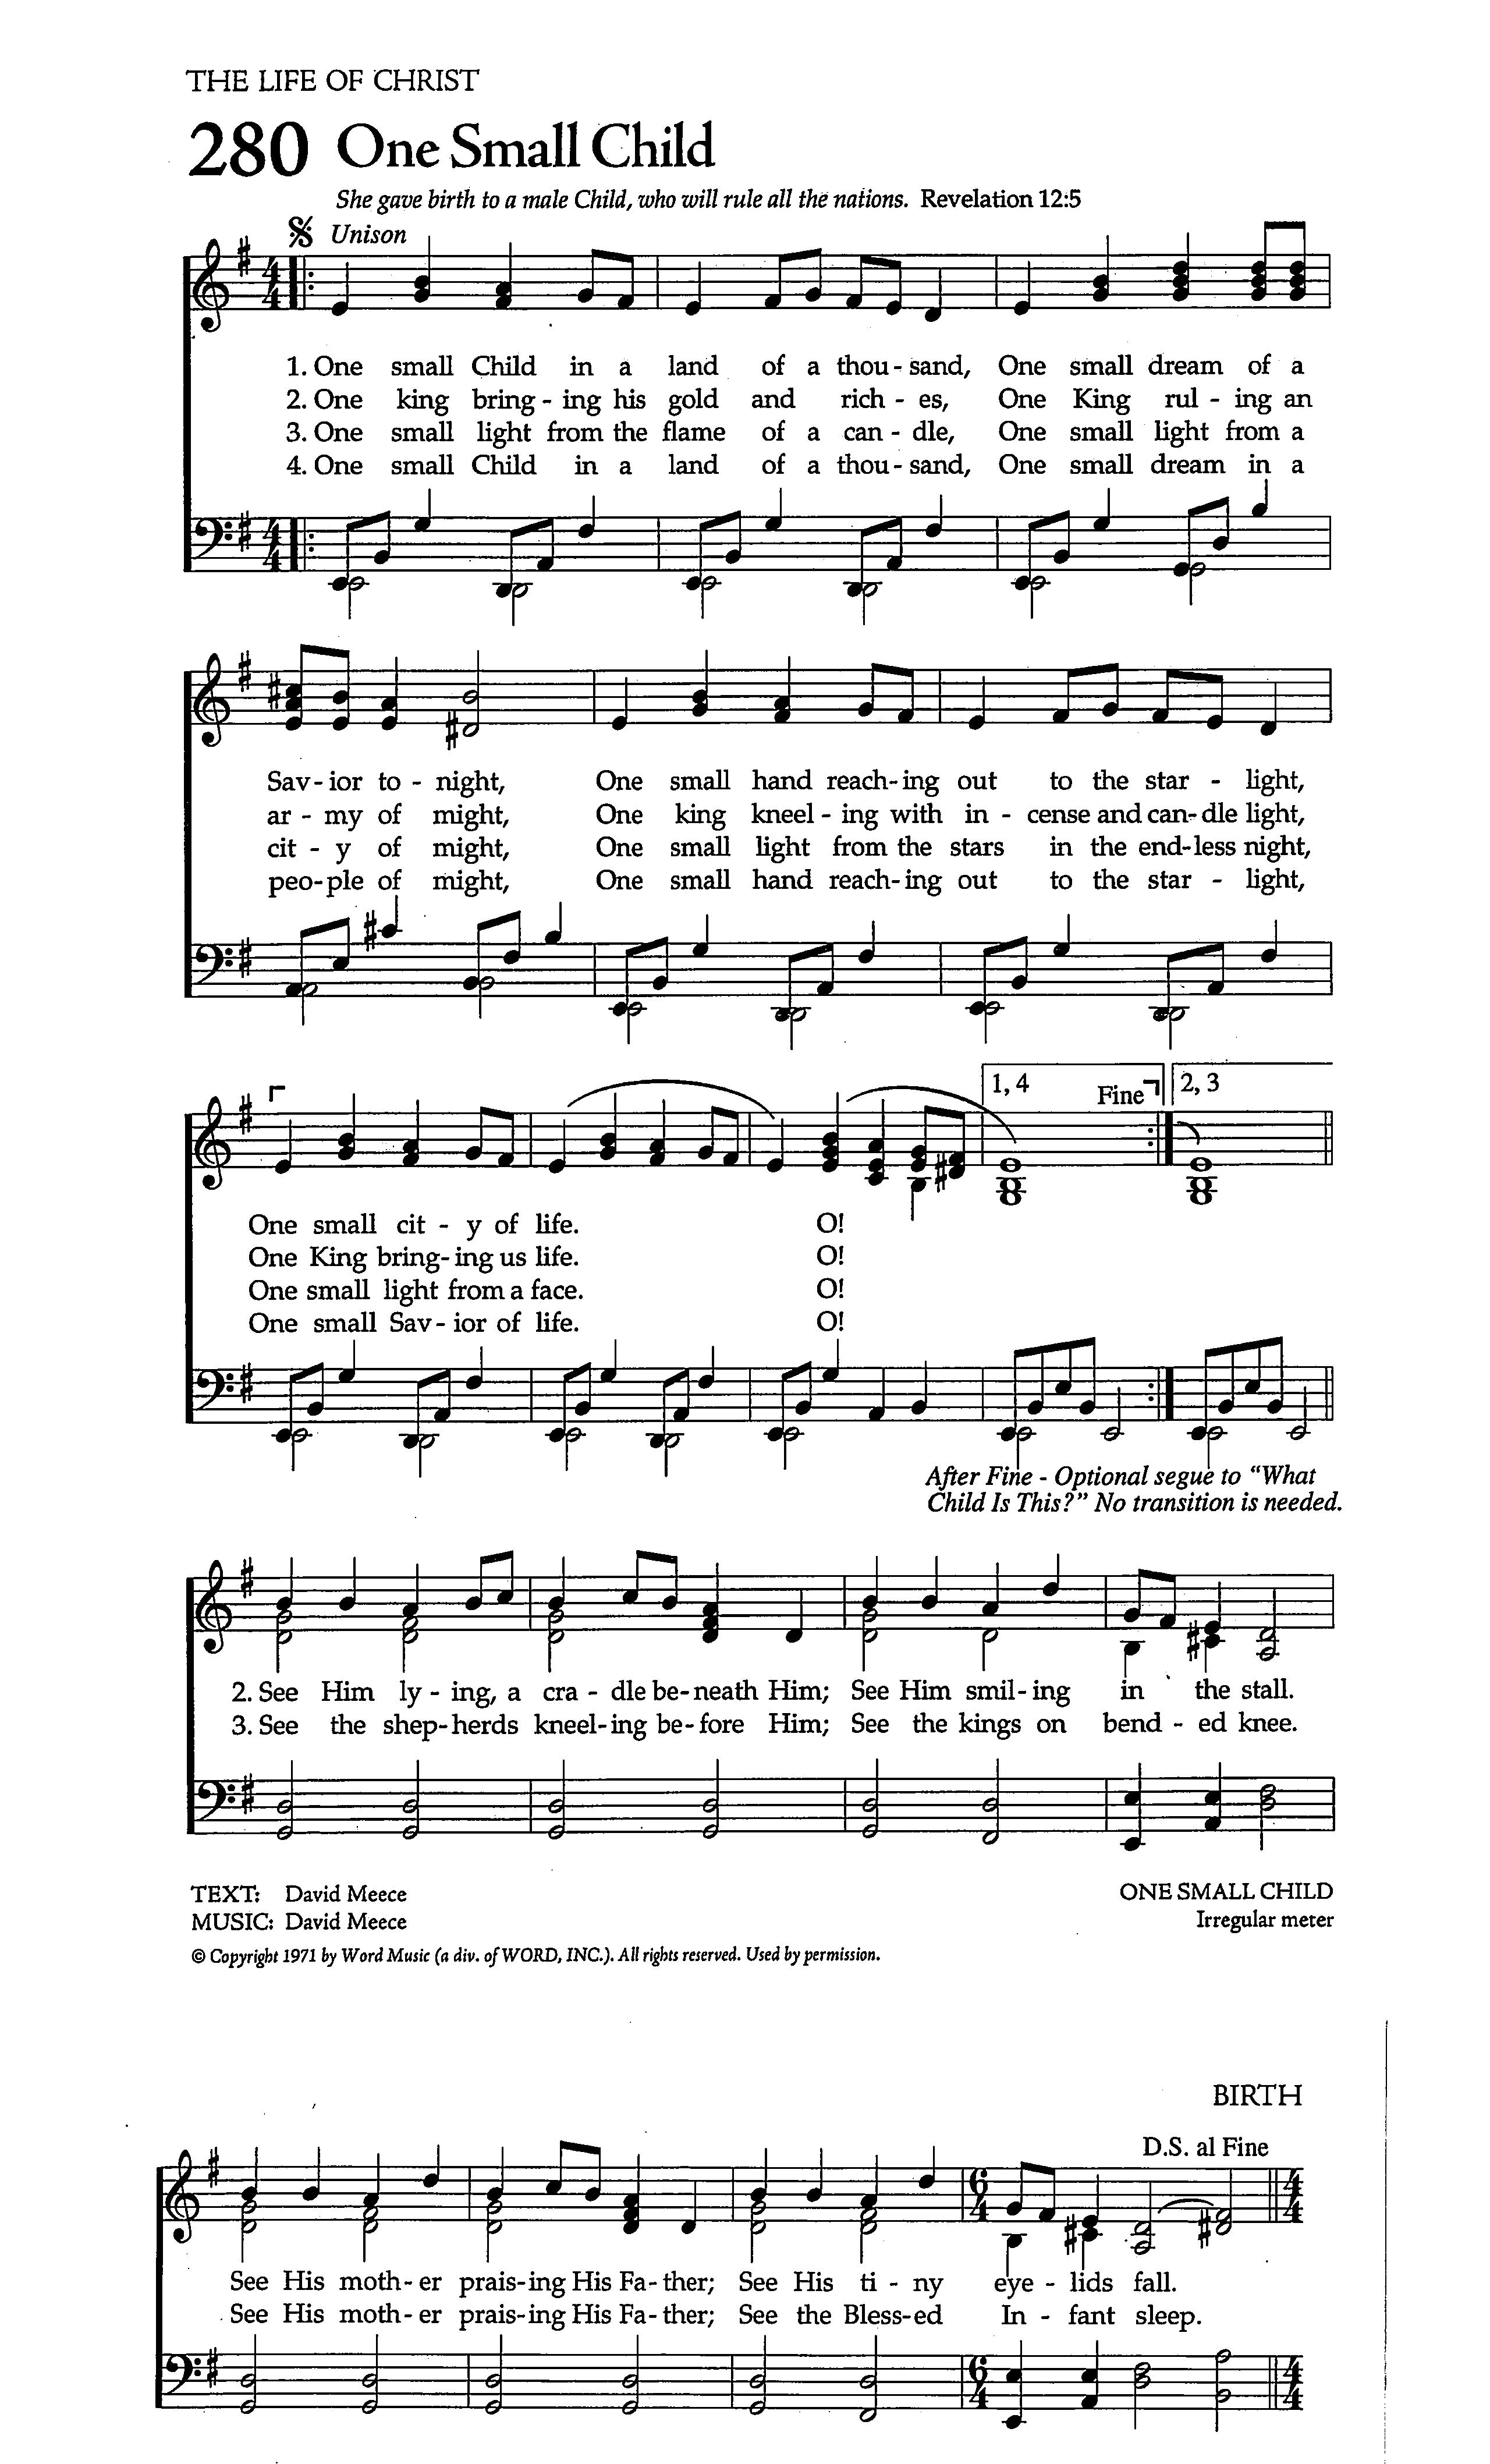 THE LIFE OF CHRIST
280 One Small Child
She gave birth to a male Child, who will rule all the nations. Revelation 12:5
Unison
1. One small Child in a land of a thou - sand, One small dream of a
2. One king bring - ing his gold and rich - es, One King rul - ing an
3. One small light from the flame of a can - dle, One small light from a
4. One small Child in a land of a thou - sand, One small dream in a
Sav - ior to - night, One small hand reach - ing out to the star - light,
ar - my of might, One king kneel - ing with in - cense and can - dle light,
cit - y of might, One small light from the stars in the end - less night,
peo - ple of might, One small hand reach - ing out to the star - light,
1, 4 Fine 2, 3
One small cit - y of life. O!
One King bring - ing us life. O!
One small light from a face. O!
One small Sav - ior of life. O!
After Fine - Optional segue to “What
Child Is This?” No transition is needed.
2. See Him ly - ing, a cra - dle be - neath Him; See Him smil - ing in the stall.
3. See the shep - herds kneel - ing be - fore Him; See the kings on bend - ed knee.
TEXT: David Meece
MUSIC: David Meece
ONE SMALL CHILD
Irregular meter
© Copyright 1971 by Word Music (a div. of WORD, INC.). All rights reserved. Used by permission.
BIRTH
D.S. al Fine
See His moth - er prais - ing His Fa - ther; See His ti - ny eye - lids fall.
See His moth - er prais - ing His Fa - ther; See the Bless - ed In - fant sleep.